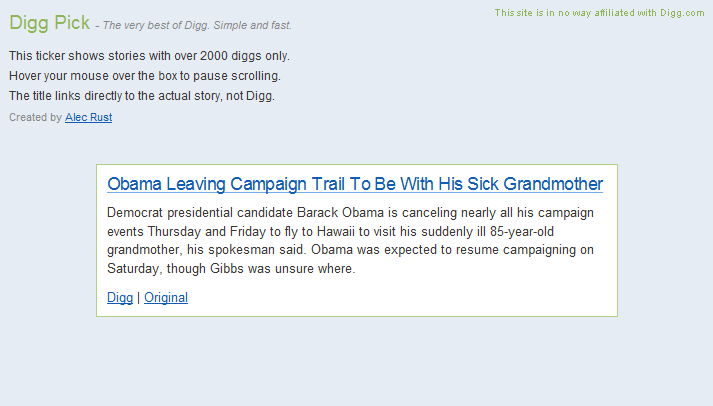 This site is in no way affiliated with Digg.com
Digg Pick - The very best of Digg. Simple and fast.
This ticker shows stories with over 2000 diggs only.
Hover your mouse over the box to pause scrolling.
The title links directly to the actual story, not Digg.
Created by Alec Rust
Obama Leaving Campaign Trail To Be With His Sick Grandmother
Democrat presidential candidate Barack Obama is canceling nearly all his campaign
events Thursday and Friday to fly to Hawaii to visit his suddenly ill 85-year-old
grandmother, his spokesman said. Obama was expected to resume campaigning on
Saturday, though Gibbs was unsure where.
Digg | Original